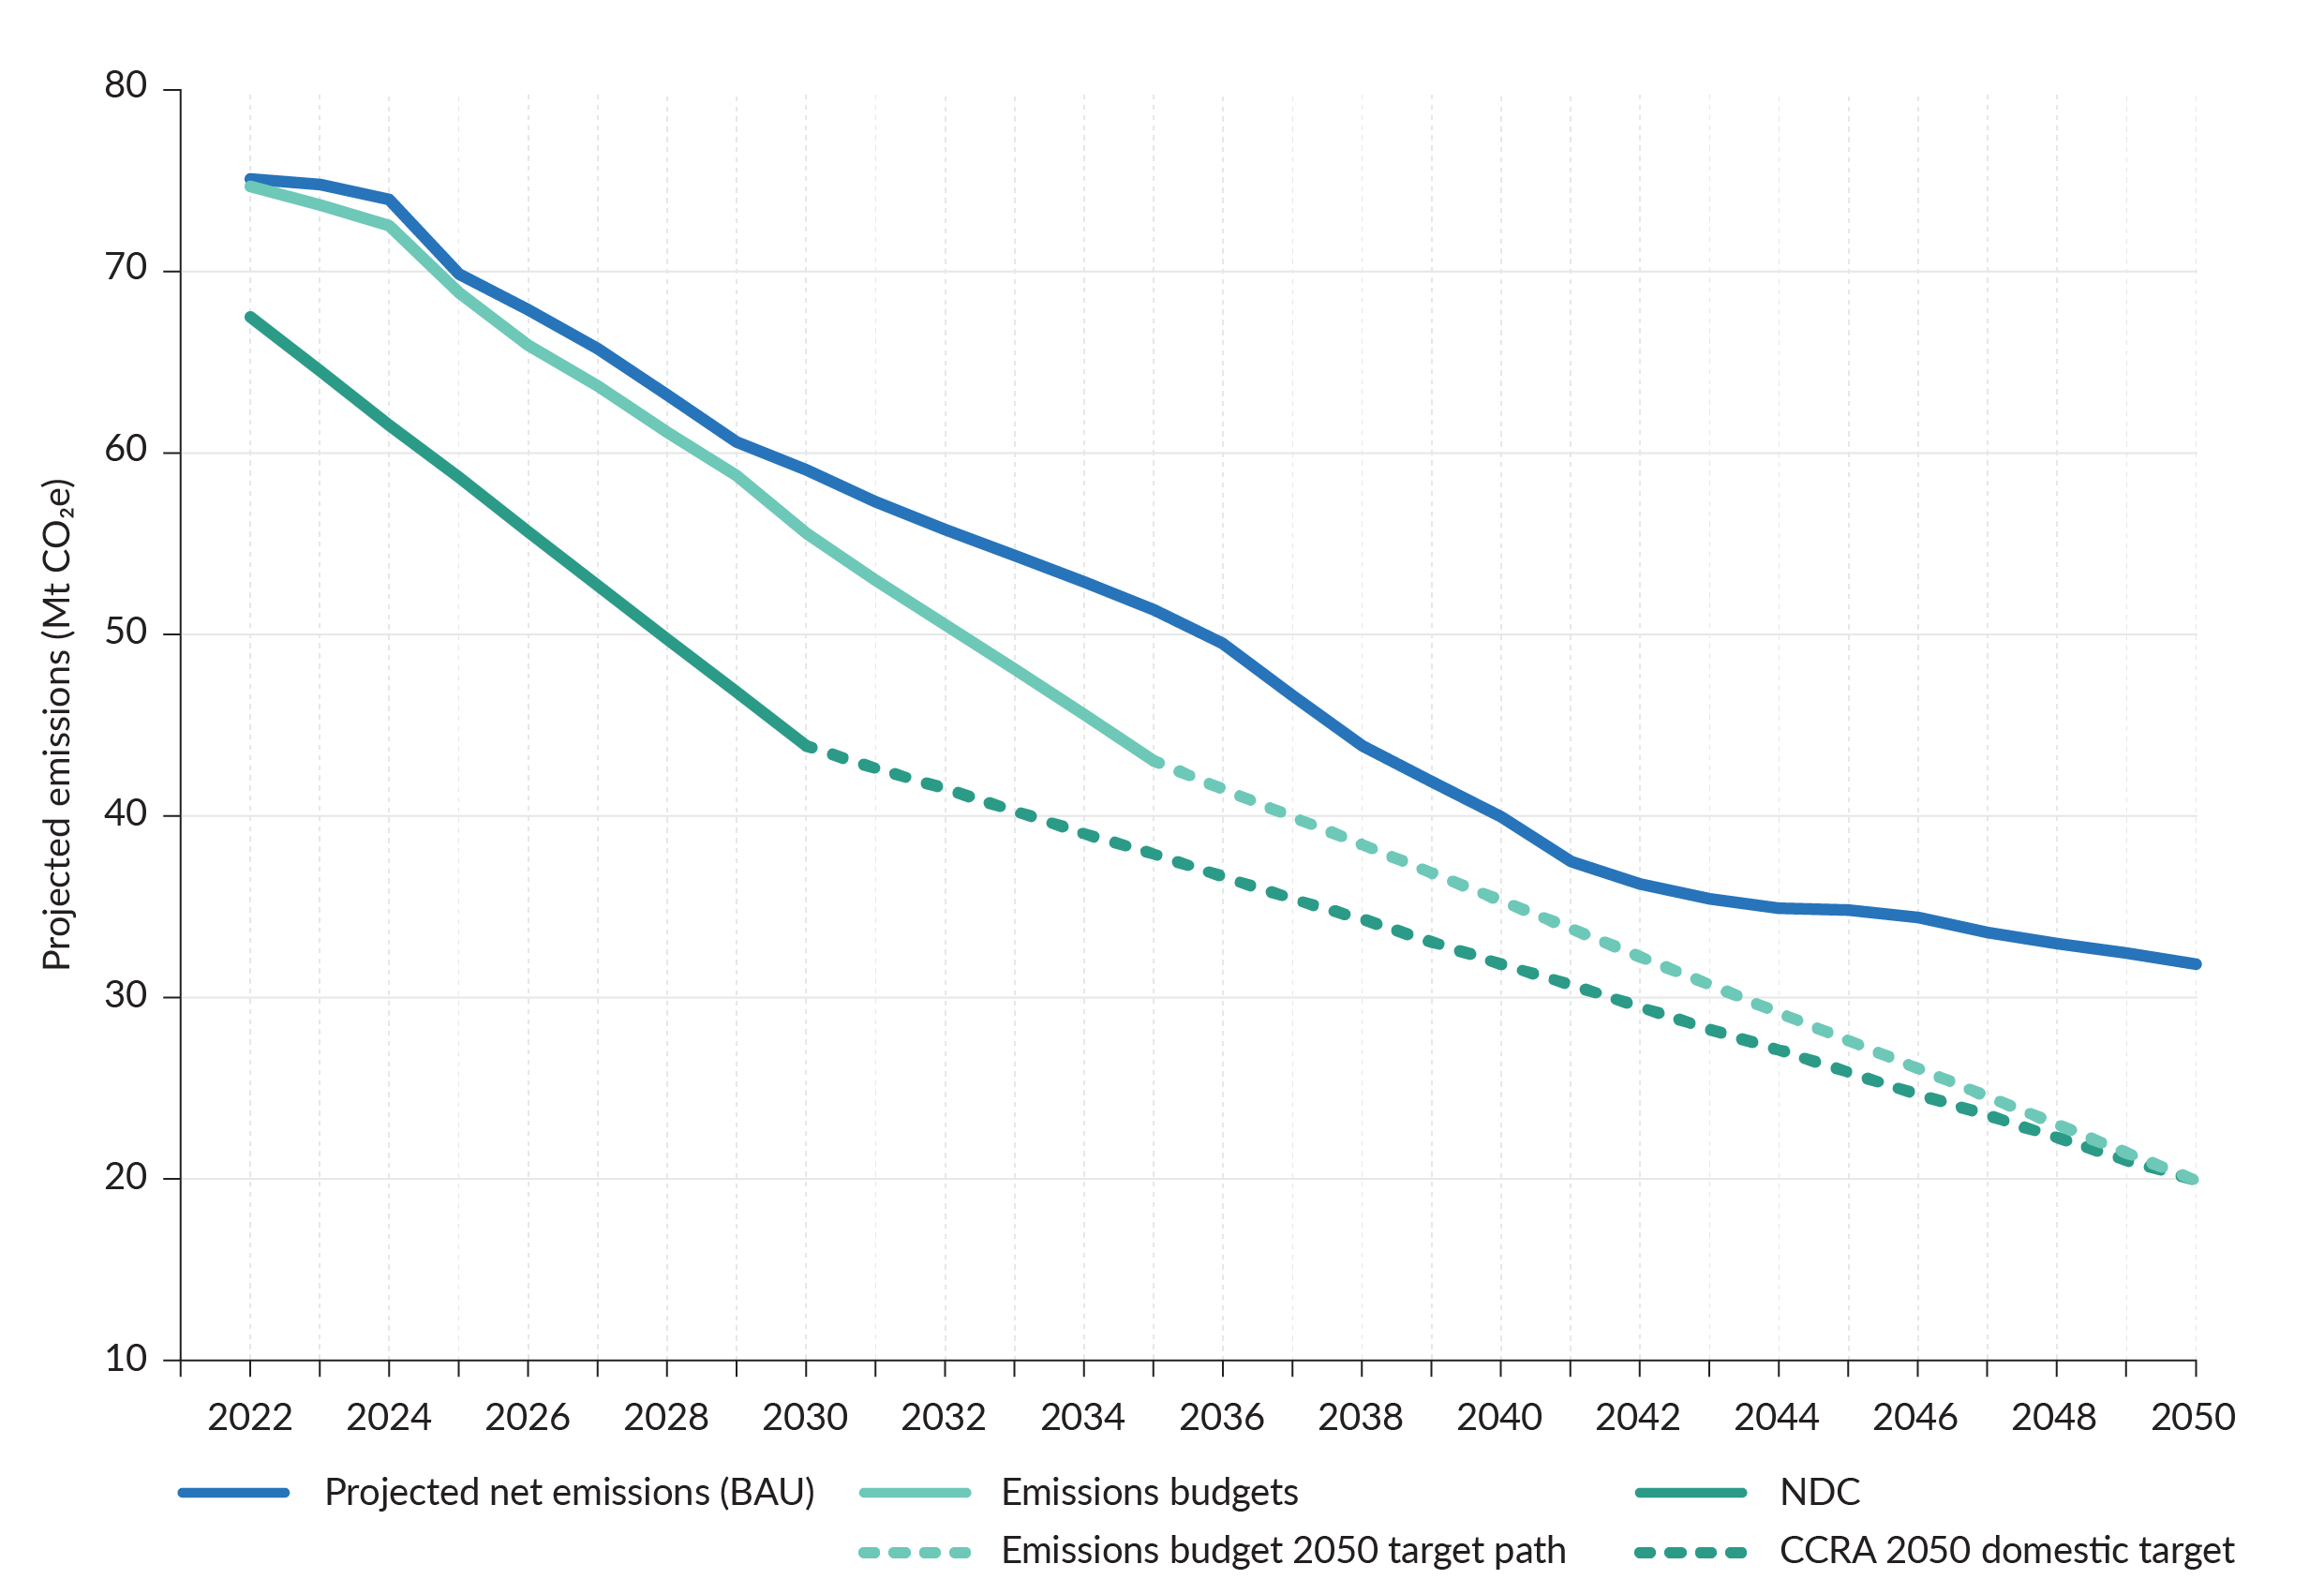 80
70
60
50
40
30
20
10
Projected emissions (Mt CO₂e)
2022 2024 2026 2028 2030 2032 2034 2036 2038 2040 2042 2044 2046 2048 2050
Projected net emissions (BAU) Emissions budgets NDC
Emissions budget 2050 target path CCRA 2050 domestic target